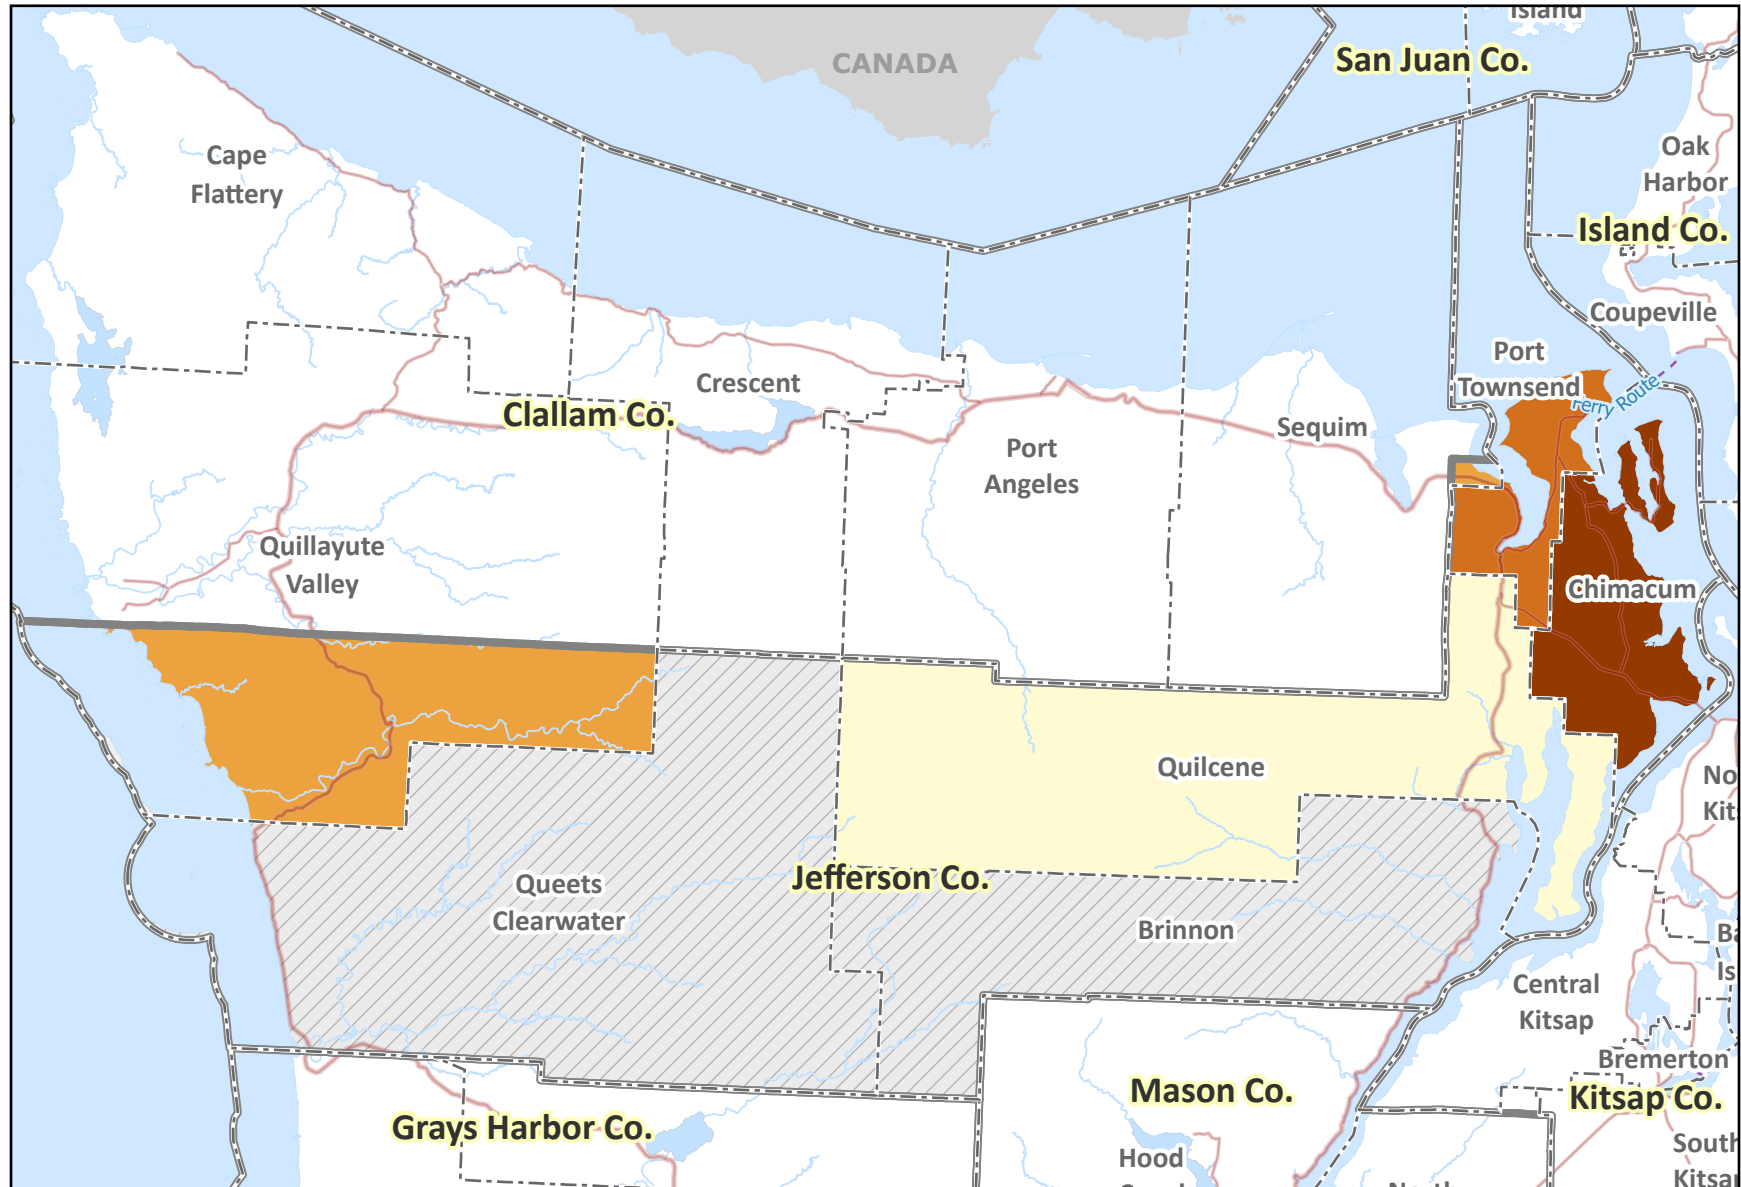 Island
San Juan Co.
CANADA
Cape
Flattery
Oak
Harbor
Island Co.
Coupeville
Port
Townsend
Ferry Route
Crescent
Clallam Co.
Sequim
Port
Angeles
Quillayute
Valley
Chimacum
Quilcene
No
Kit
Jefferson Co.
Queets
Clearwater
Brinnon
Ba
Is
Central
Kitsap
Bremerton
Kitsap Co.
Mason Co.
Grays Harbor Co.
Hood
South
Kitsap
North